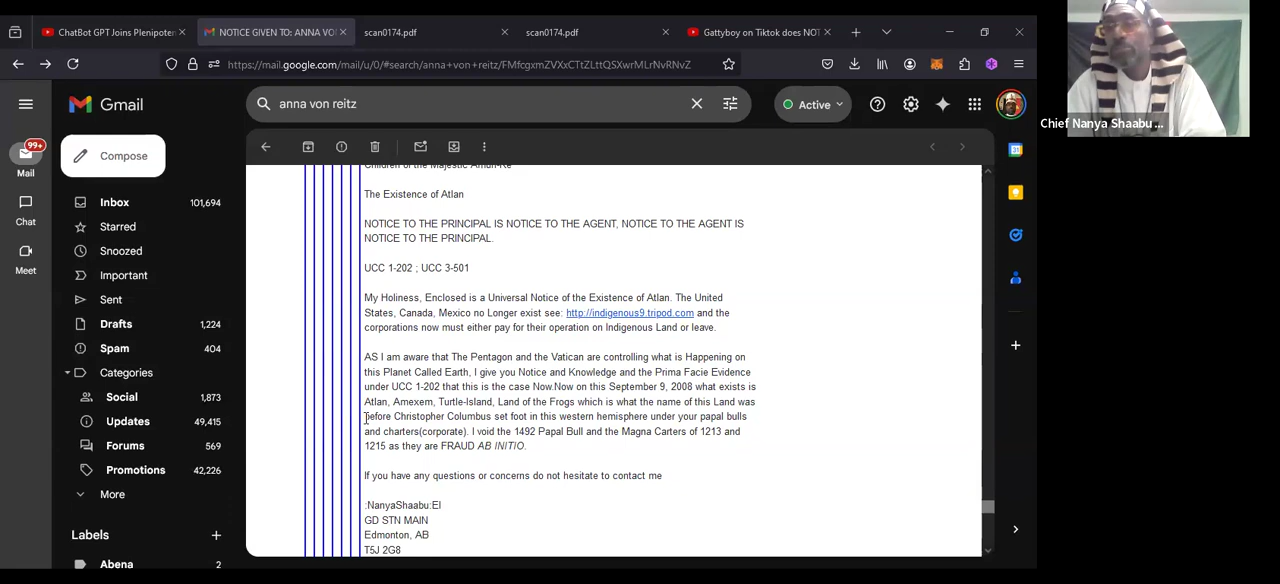 ChatBot GPT Joins Plenipoter
NOTICE GIVEN TO: ANNA VO
scan0174.pdf
scan0174.pdf
Gattyboy on Tiktok does NOT
https://mail.google.com/mail/u/0/#search/anna+von+reitz/FMfcgxmZVXxCTtZLttQSXwrMLrNvRNvZ
Gmail
anna von reitz
Active
Chief Nanya Shaabu ...
99+
Mail
Chat
Meet
Compose
Inbox 101,694
Starred
Snoozed
Important
Sent
Drafts 1,224
Spam 404
Categories
Social 1,873
Updates 49,415
Forums 569
Promotions 42,226
More
Labels
Abena 2
31
Children of the Majestic Amun-Re
The Existence of Atlan
NOTICE TO THE PRINCIPAL IS NOTICE TO THE AGENT, NOTICE TO THE AGENT IS
NOTICE TO THE PRINCIPAL.
UCC 1-202 ; UCC 3-501
My Holiness, Enclosed is a Universal Notice of the Existence of Atlan. The United
States, Canada, Mexico no Longer exist see: http://indigenous9.tripod.com and the
corporations now must either pay for their operation on Indigenous Land or leave.
AS I am aware that The Pentagon and the Vatican are controlling what is Happening on
this Planet Called Earth, I give you Notice and Knowledge and the Prima Facie Evidence
under UCC 1-202 that this is the case Now.Now on this September 9, 2008 what exists is
Atlan, Amexem, Turtle-Island, Land of the Frogs which is what the name of this Land was
before Christopher Columbus set foot in this western hemisphere under your papal bulls
and charters(corporate). I void the 1492 Papal Bull and the Magna Carters of 1213 and
1215 as they are FRAUD AB INITIO.
If you have any questions or concerns do not hesitate to contact me
:NanyaShaabu:El
GD STN MAIN
Edmonton, AB
T5J 2G8